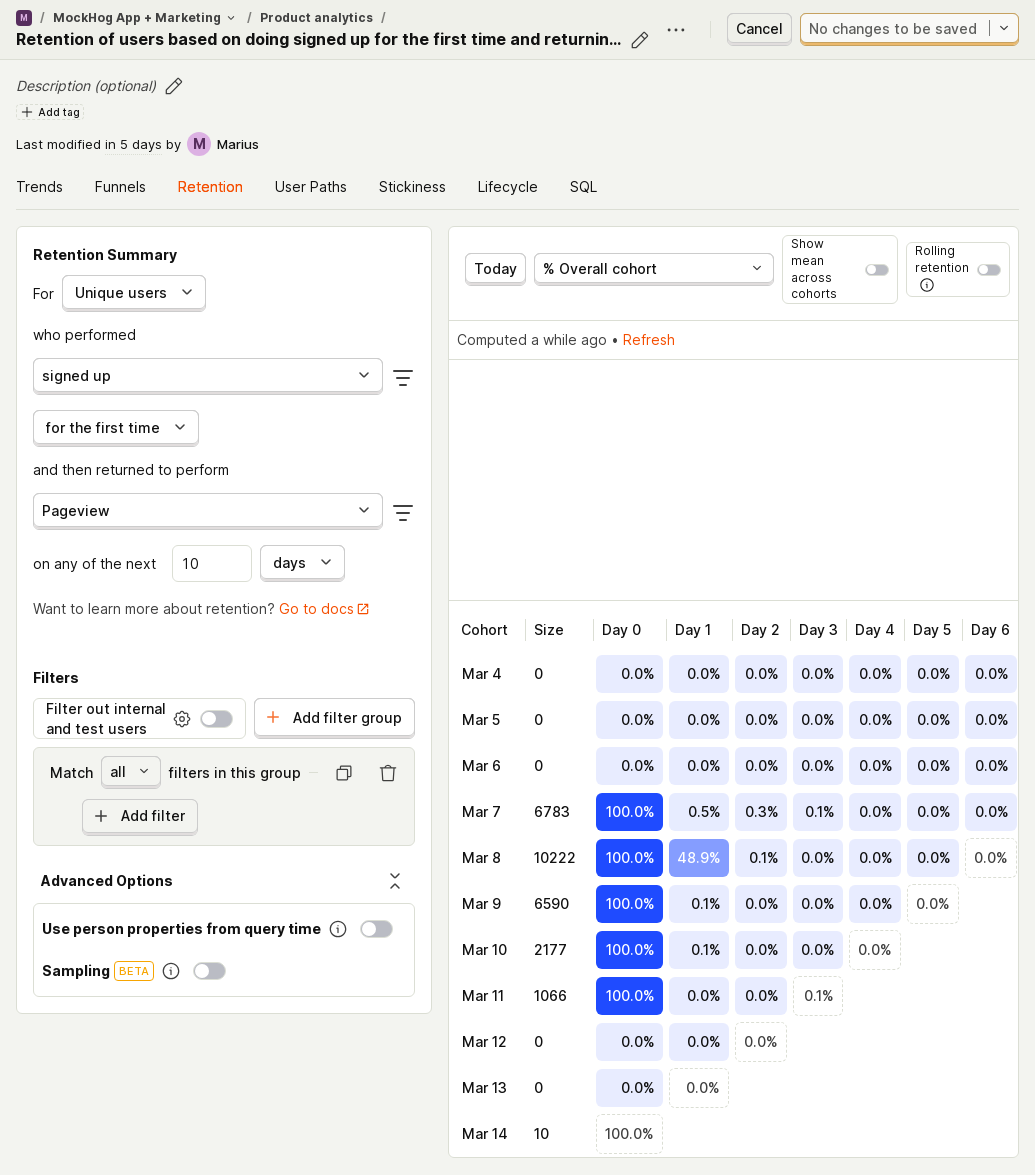 M / MockHog App + Marketing / Product analytics /
Retention of users based on doing signed up for the first time and returnin...
Cancel
No changes to be saved
Description (optional)
Add tag
Last modified in 5 days by M Marius
Trends Funnels Retention User Paths Stickiness Lifecycle SQL
Retention Summary
For Unique users
who performed
signed up
for the first time
and then returned to perform
Pageview
on any of the next 10 days
Want to learn more about retention? Go to docs
Filters
Filter out internal
and test users
Add filter group
Match all filters in this group
Add filter
Advanced Options
Use person properties from query time
Sampling BETA
Today
% Overall cohort
Show
mean
across
cohorts
Rolling
retention
Computed a while ago • Refresh
Cohort Size Day 0 Day 1 Day 2 Day 3 Day 4 Day 5 Day 6
Mar 4 0 0.0% 0.0% 0.0% 0.0% 0.0% 0.0% 0.0%
Mar 5 0 0.0% 0.0% 0.0% 0.0% 0.0% 0.0% 0.0%
Mar 6 0 0.0% 0.0% 0.0% 0.0% 0.0% 0.0% 0.0%
Mar 7 6783 100.0% 0.5% 0.3% 0.1% 0.0% 0.0% 0.0%
Mar 8 10222 100.0% 48.9% 0.1% 0.0% 0.0% 0.0% 0.0%
Mar 9 6590 100.0% 0.1% 0.0% 0.0% 0.0% 0.0%
Mar 10 2177 100.0% 0.1% 0.0% 0.0% 0.0%
Mar 11 1066 100.0% 0.0% 0.0% 0.1%
Mar 12 0 0.0% 0.0% 0.0%
Mar 13 0 0.0% 0.0%
Mar 14 10 100.0%